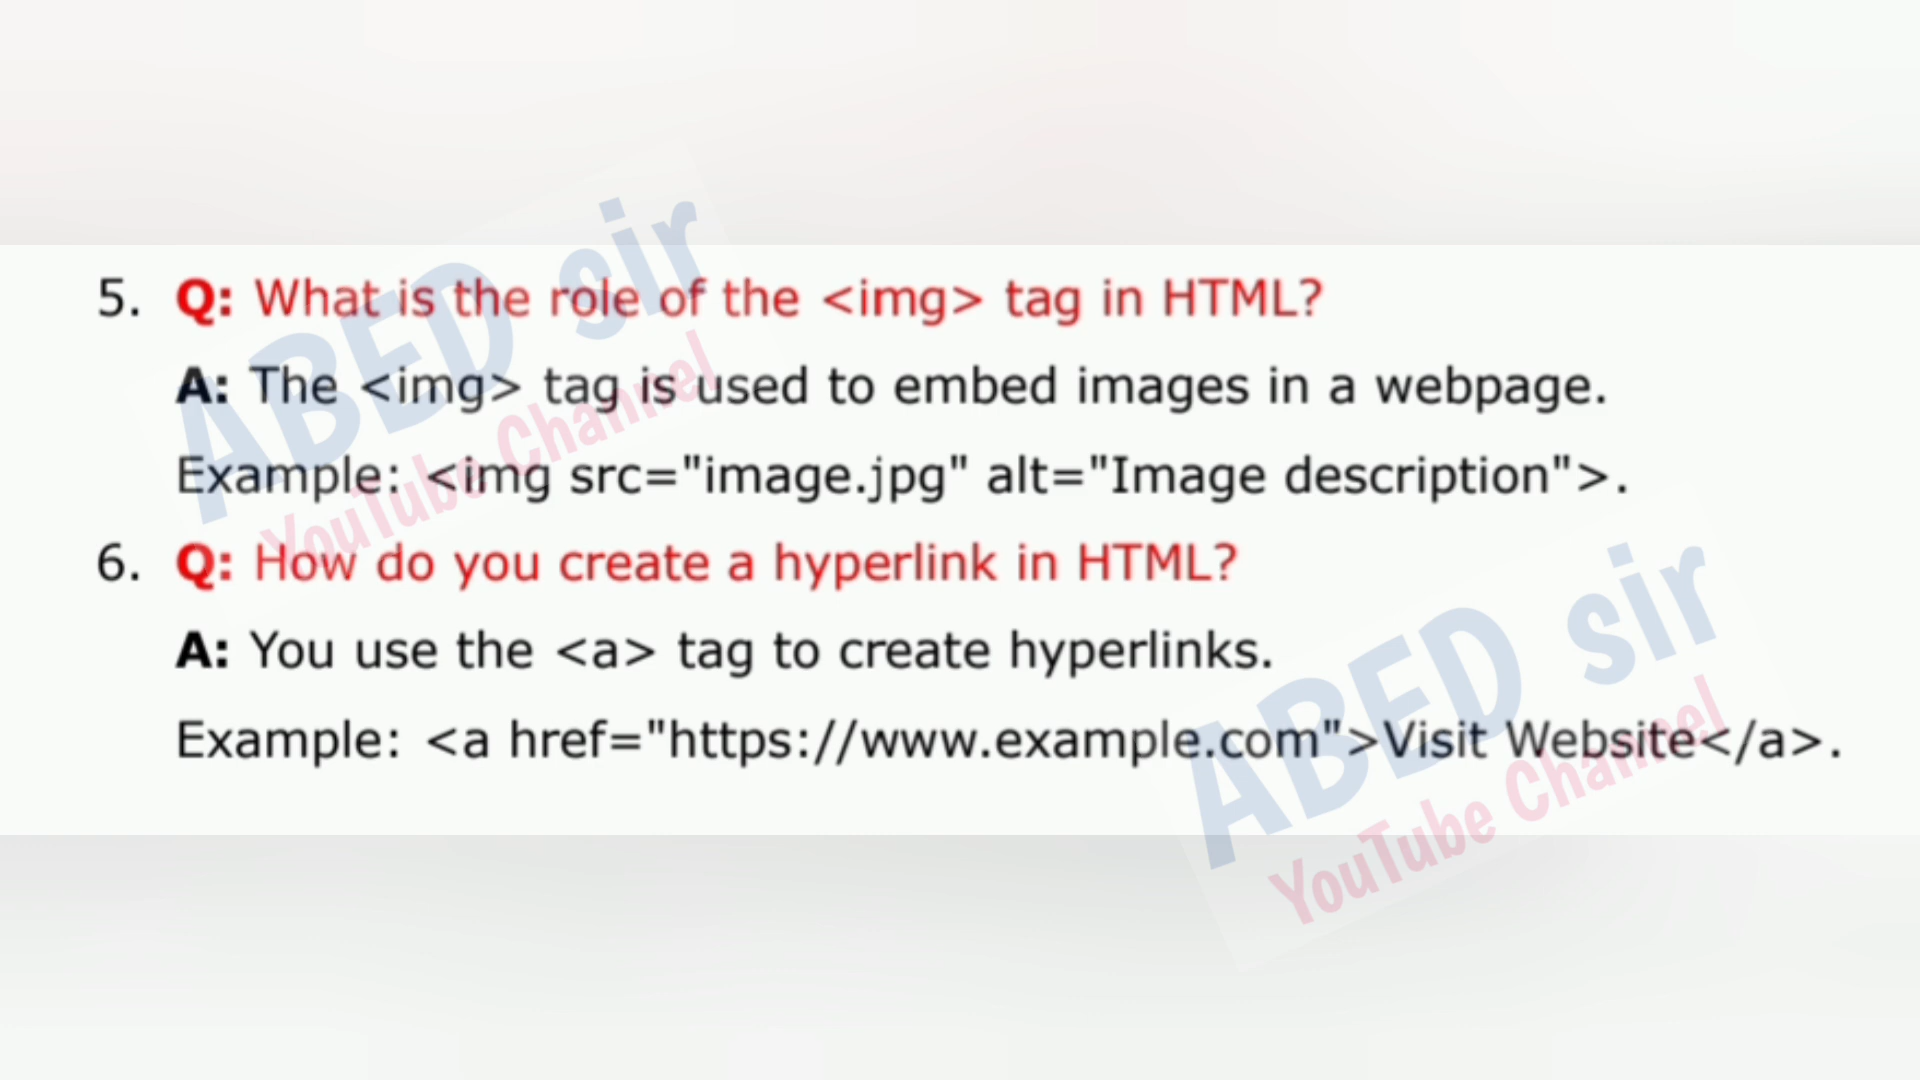 5. Q: What is the role of the <img> tag in HTML?
A: The <img> tag is used to embed images in a webpage.
Example: <img src="image.jpg" alt="Image description">.
6. Q: How do you create a hyperlink in HTML?
A: You use the <a> tag to create hyperlinks.
Example: <a href="https://www.example.com">Visit Website</a>.
ABED sir
YouTube Channel
ABED sir
YouTube Channel